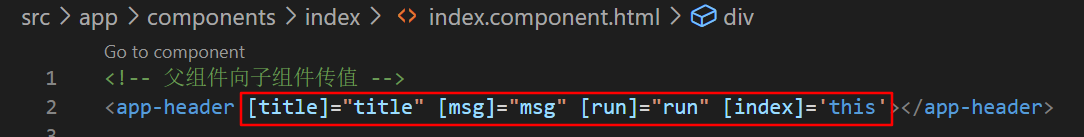 src > app > components > index > <> index.component.html > div
Go to component
1 <!-- 父组件向子组件传值 -->
2 <app-header [title]="title" [msg]="msg" [run]="run" [index]='this'></app-header>
3